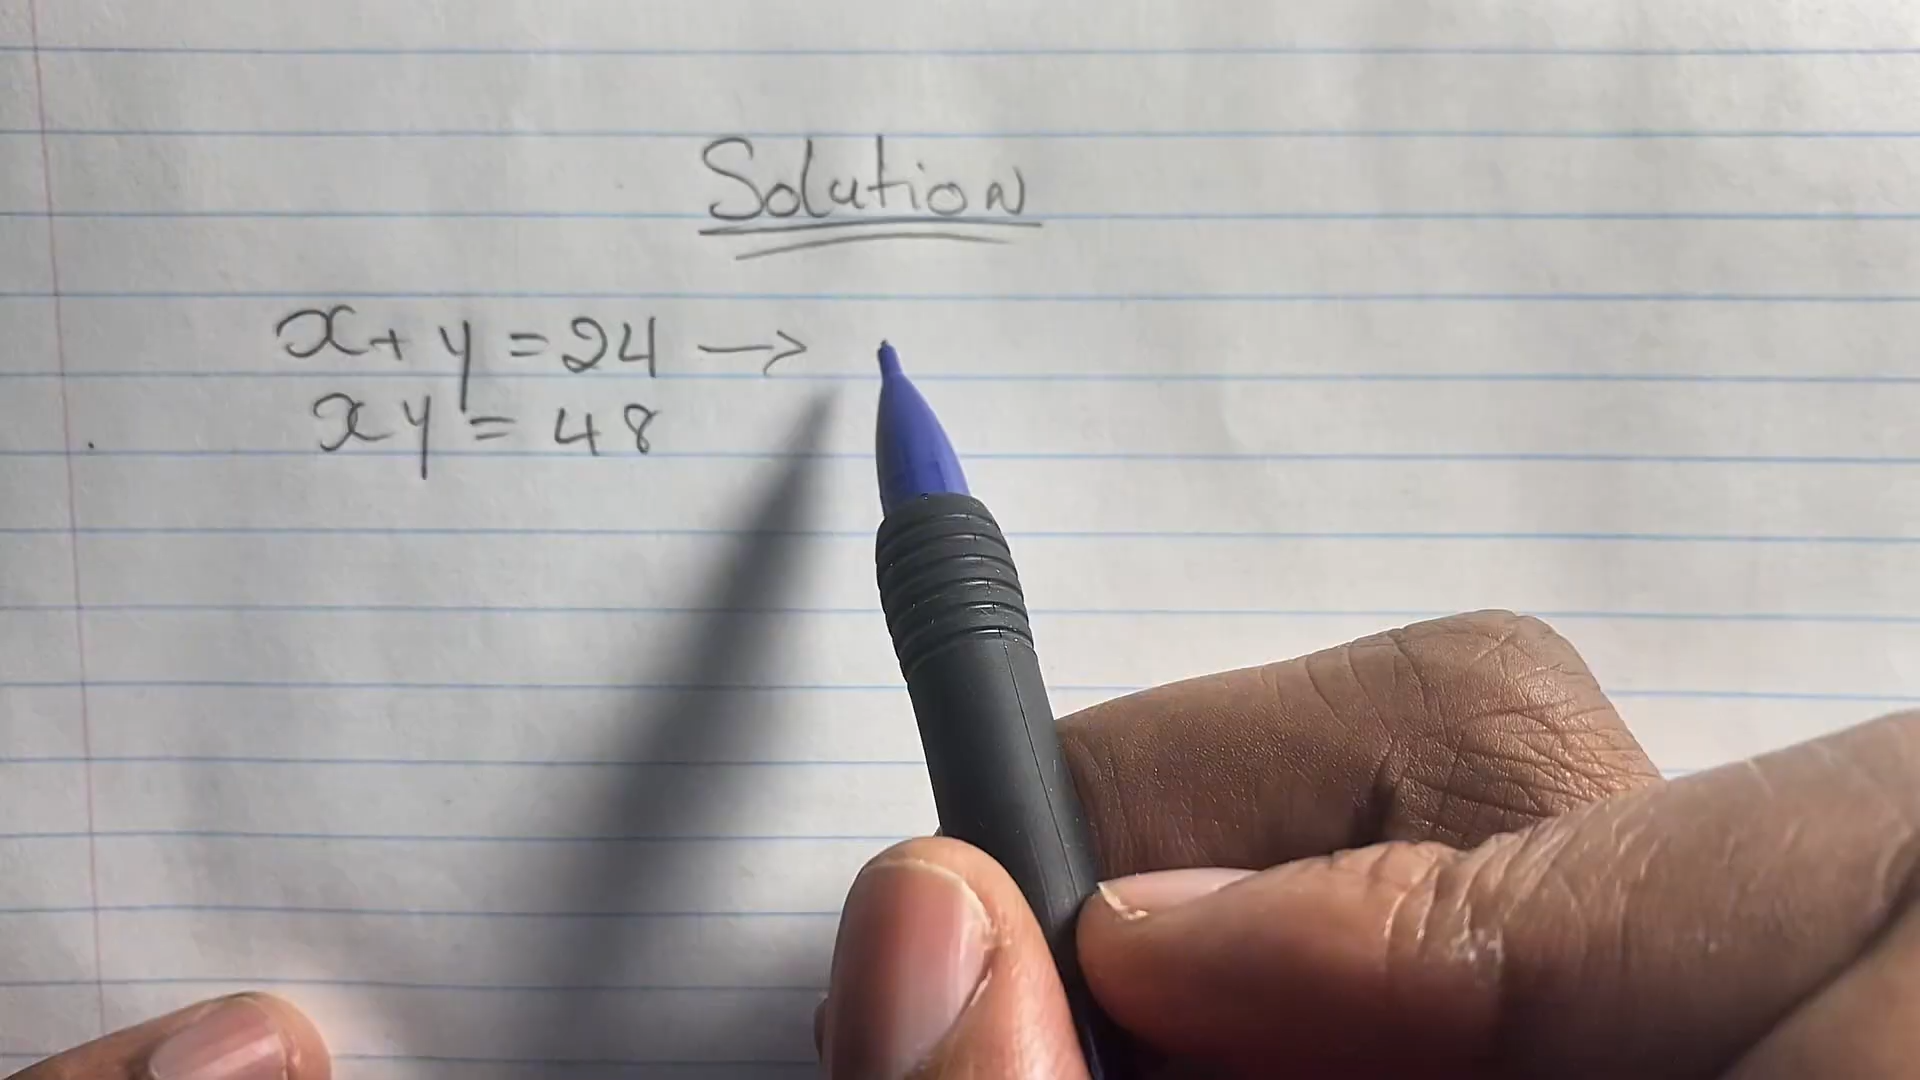 Solution
x + y = 24 →
xy = 48